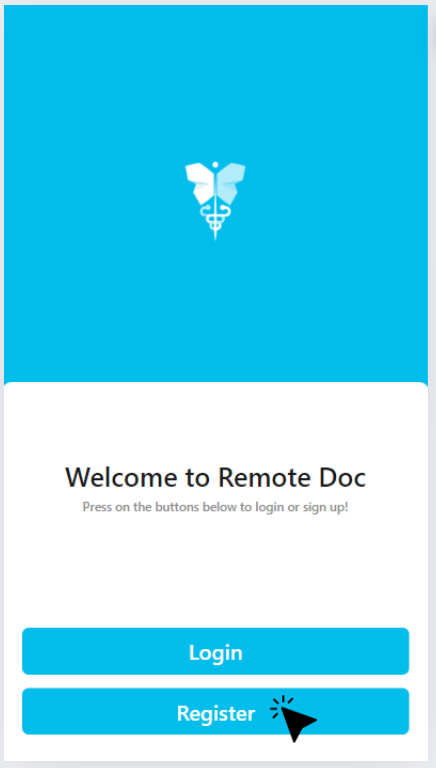 Welcome to Remote Doc
Press on the buttons below to login or sign up!
Login
Register